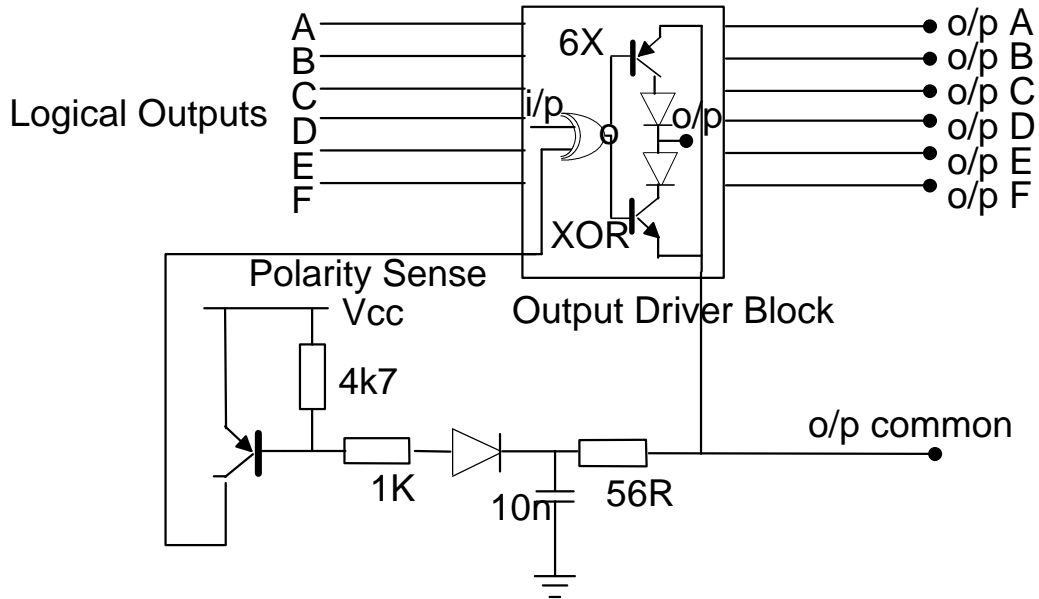 Logical Outputs
A
B
C
D
E
F
6X
i/p
o/p
XOR
o/p A
o/p B
o/p C
o/p D
o/p E
o/p F
Polarity Sense
Output Driver Block
Vcc
4k7
1K
10n
56R
o/p common